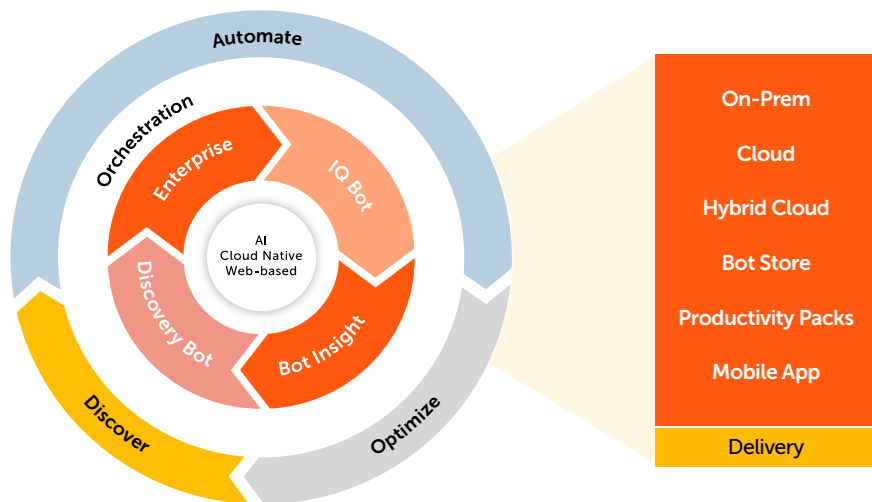 Automate
Orchestration
Enterprise
IQ Bot
AI
Cloud Native
Web-based
Discovery Bot
Bot Insight
Discover
Optimize
On-Prem
Cloud
Hybrid Cloud
Bot Store
Productivity Packs
Mobile App
Delivery